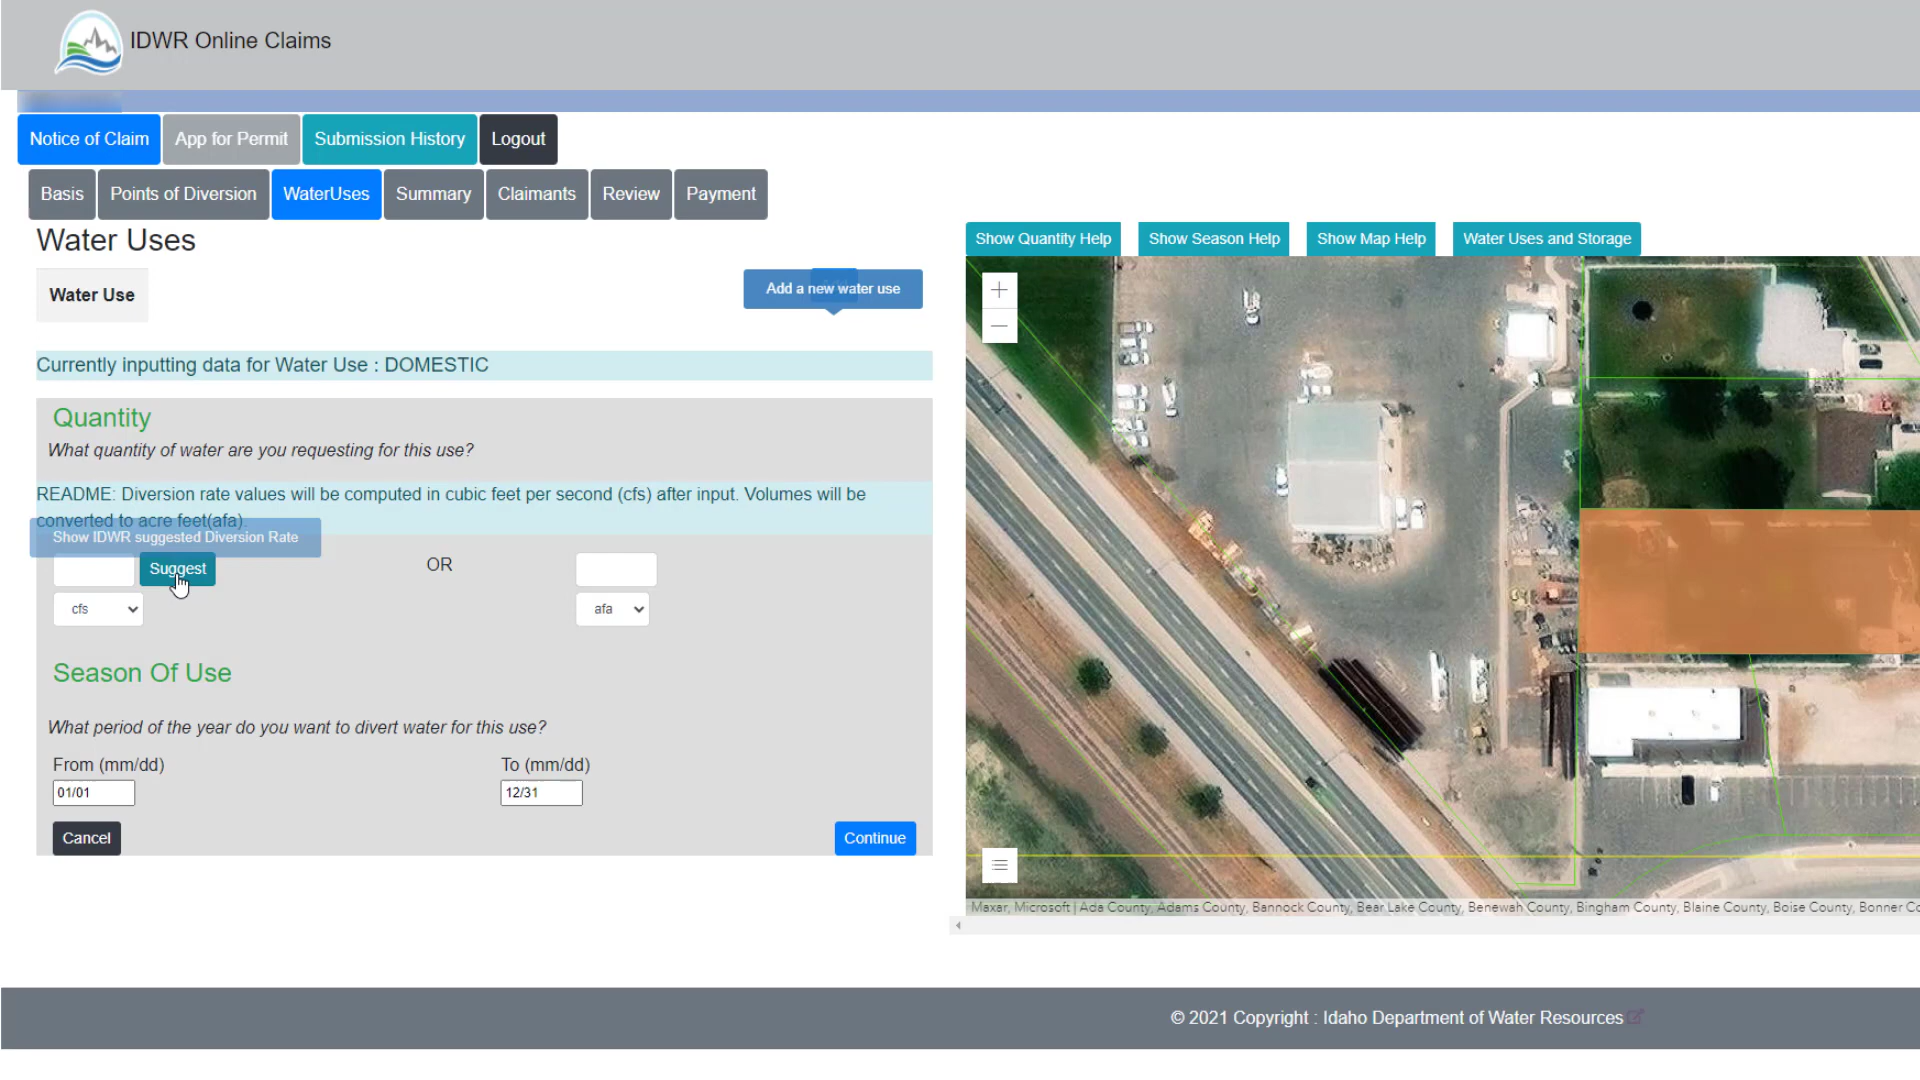 IDWR Online Claims
Notice of Claim App for Permit Submission History Logout
Basis Points of Diversion WaterUses Summary Claimants Review Payment
Water Uses
Show Quantity Help Show Season Help Show Map Help Water Uses and Storage
Water Use
Add a new water use
Currently inputting data for Water Use : DOMESTIC
Quantity
What quantity of water are you requesting for this use?
README: Diversion rate values will be computed in cubic feet per second (cfs) after input. Volumes will be
converted to acre feet(afa).
Show IDWR suggested Diversion Rate
Suggest OR
cfs afa
Season Of Use
What period of the year do you want to divert water for this use?
From (mm/dd) To (mm/dd)
01/01 12/31
Cancel Continue
Maxar, Microsoft | Ada County, Adams County, Bannock County, Bear Lake County, Benewah County, Bingham County, Blaine County, Boise County, Bonner Co
© 2021 Copyright : Idaho Department of Water Resources